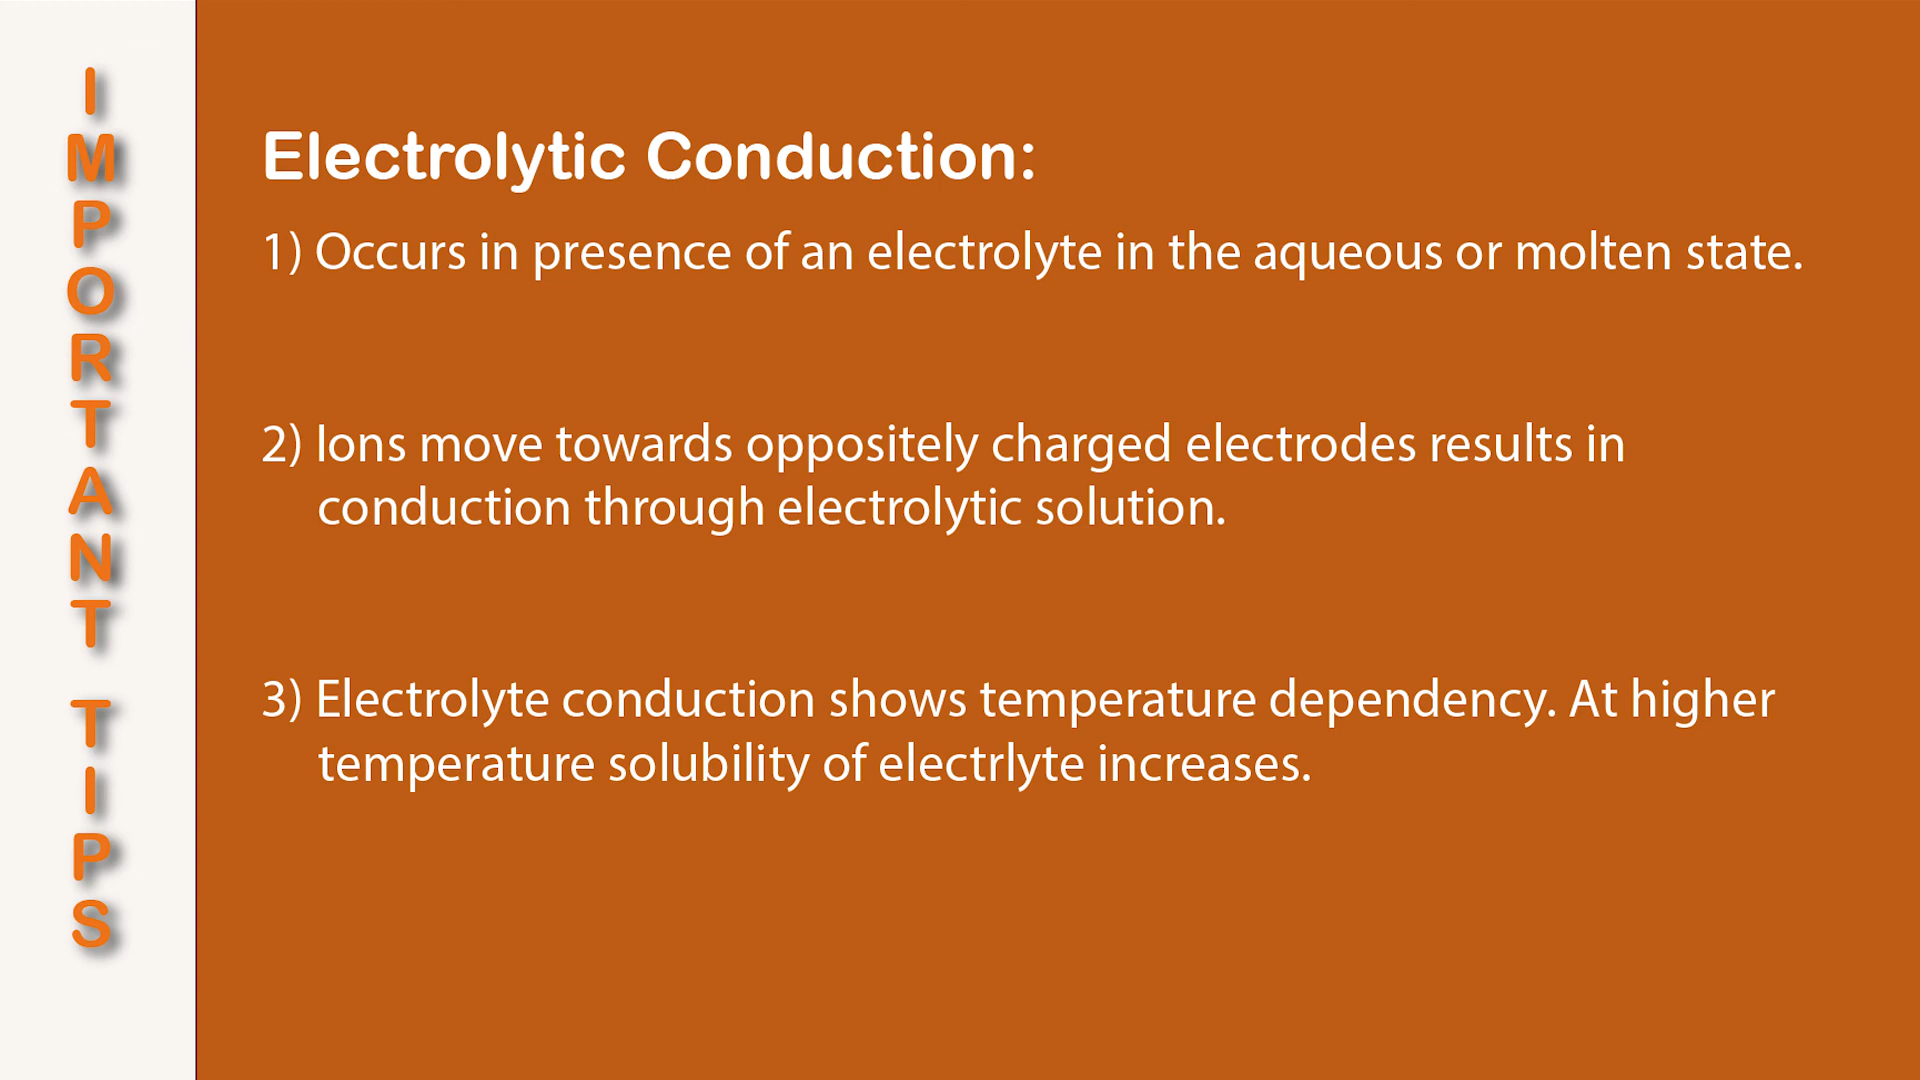 IMPORTANT TIPS
Electrolytic Conduction:
1) Occurs in presence of an electrolyte in the aqueous or molten state.
2) Ions move towards oppositely charged electrodes results in
conduction through electrolytic solution.
3) Electrolyte conduction shows temperature dependency. At higher
temperature solubility of electrlyte increases.